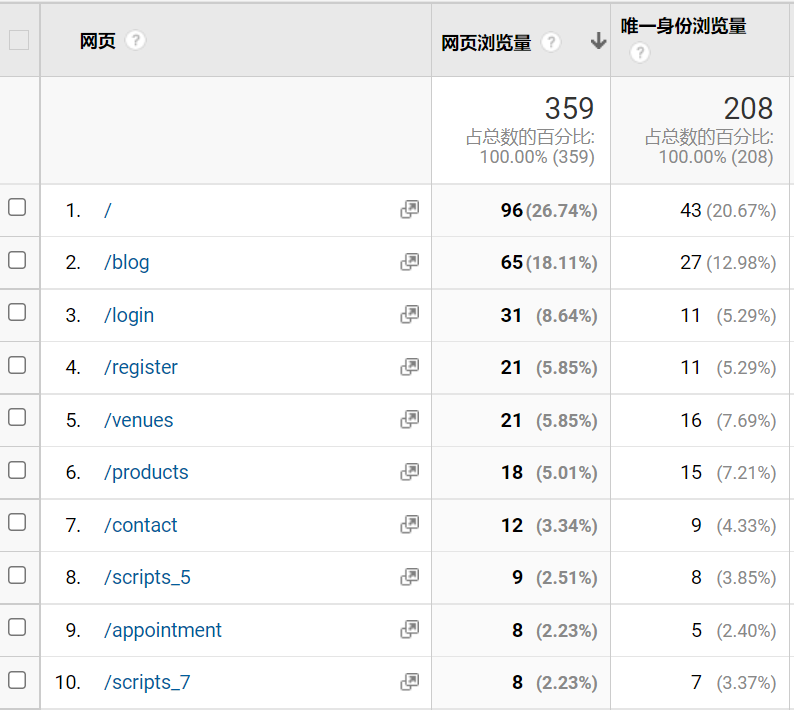 网页 网页浏览量 唯一身份浏览量
359 208
占总数的百分比: 占总数的百分比:
100.00% (359) 100.00% (208)
1. / 96 (26.74%) 43 (20.67%)
2. /blog 65 (18.11%) 27 (12.98%)
3. /login 31 (8.64%) 11 (5.29%)
4. /register 21 (5.85%) 11 (5.29%)
5. /venues 21 (5.85%) 16 (7.69%)
6. /products 18 (5.01%) 15 (7.21%)
7. /contact 12 (3.34%) 9 (4.33%)
8. /scripts_5 9 (2.51%) 8 (3.85%)
9. /appointment 8 (2.23%) 5 (2.40%)
10. /scripts_7 8 (2.23%) 7 (3.37%)